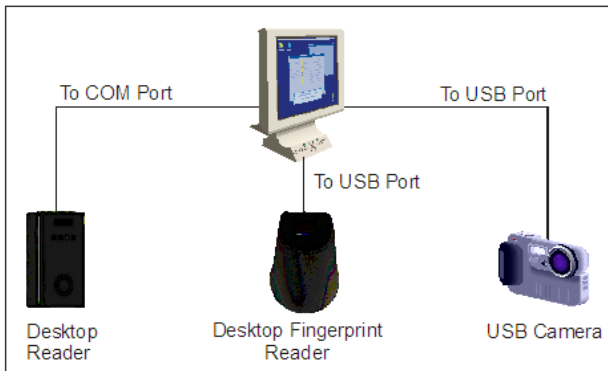 To COM Port
To USB Port
To USB Port
Desktop
Reader
Desktop Fingerprint
Reader
USB Camera